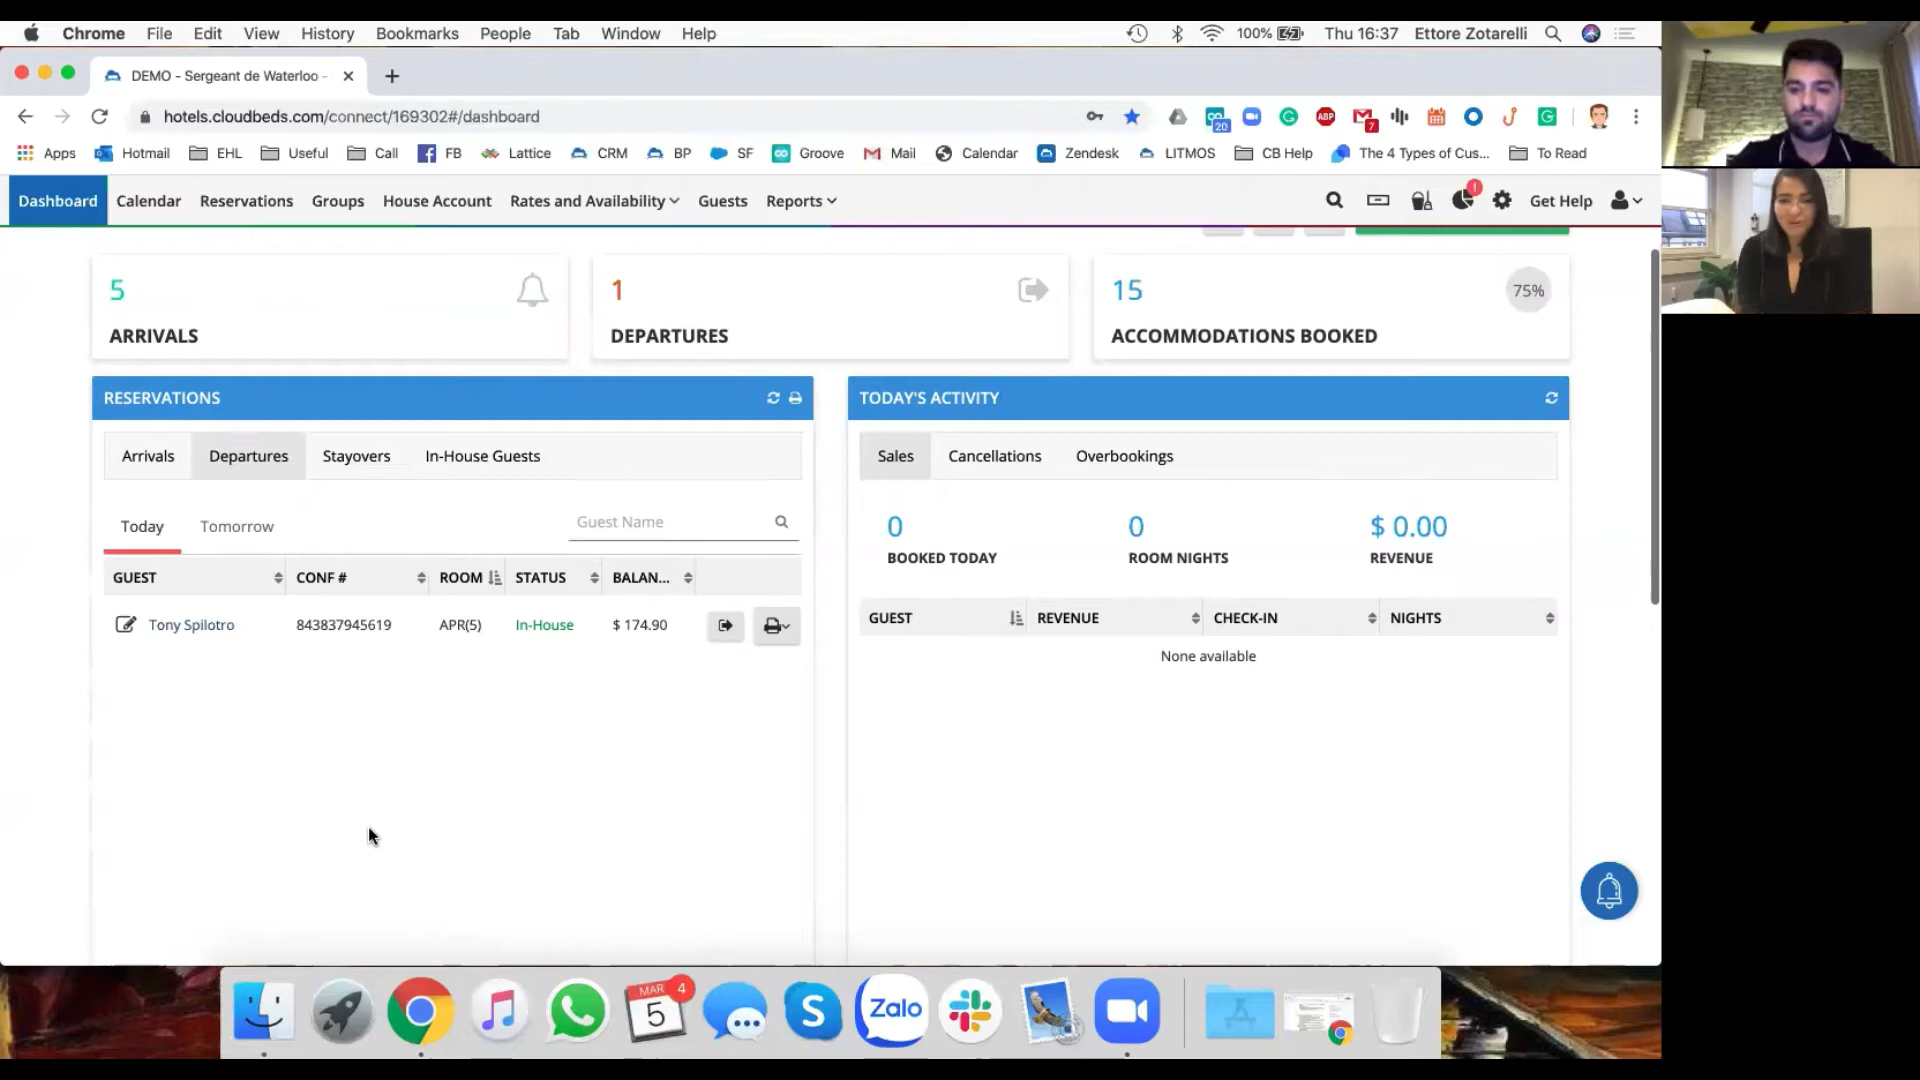 Chrome File Edit View History Bookmarks People Tab Window Help 100% Thu 16:37 Ettore Zotarelli
DEMO - Sergeant de Waterloo -
hotels.cloudbeds.com/connect/169302#/dashboard 20 ABP 7
Apps Hotmail EHL Useful Call FB Lattice CRM BP SF Groove Mail Calendar Zendesk LITMOS CB Help The 4 Types of Cus... To Read
Dashboard Calendar Reservations Groups House Account Rates and Availability Guests Reports 1 Get Help
5
ARRIVALS
1
DEPARTURES
15
75%
ACCOMMODATIONS BOOKED
RESERVATIONS
Arrivals Departures Stayovers In-House Guests
Today Tomorrow Guest Name
GUEST CONF # ROOM STATUS BALAN...
Tony Spilotro 843837945619 APR(5) In-House $ 174.90
TODAY'S ACTIVITY
Sales Cancellations Overbookings
0 0 $ 0.00
BOOKED TODAY ROOM NIGHTS REVENUE
GUEST REVENUE CHECK-IN NIGHTS
None available
MAR 4
5
S
Zalo